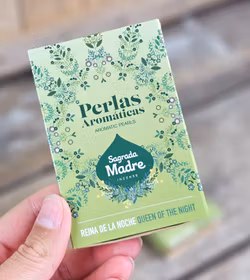 Perlas
Aromáticas
AROMATIC PEARLS
Sagrada
Madre
INCENSE
REINA DE LA NOCHE:QUEEN OF THE NIGHT